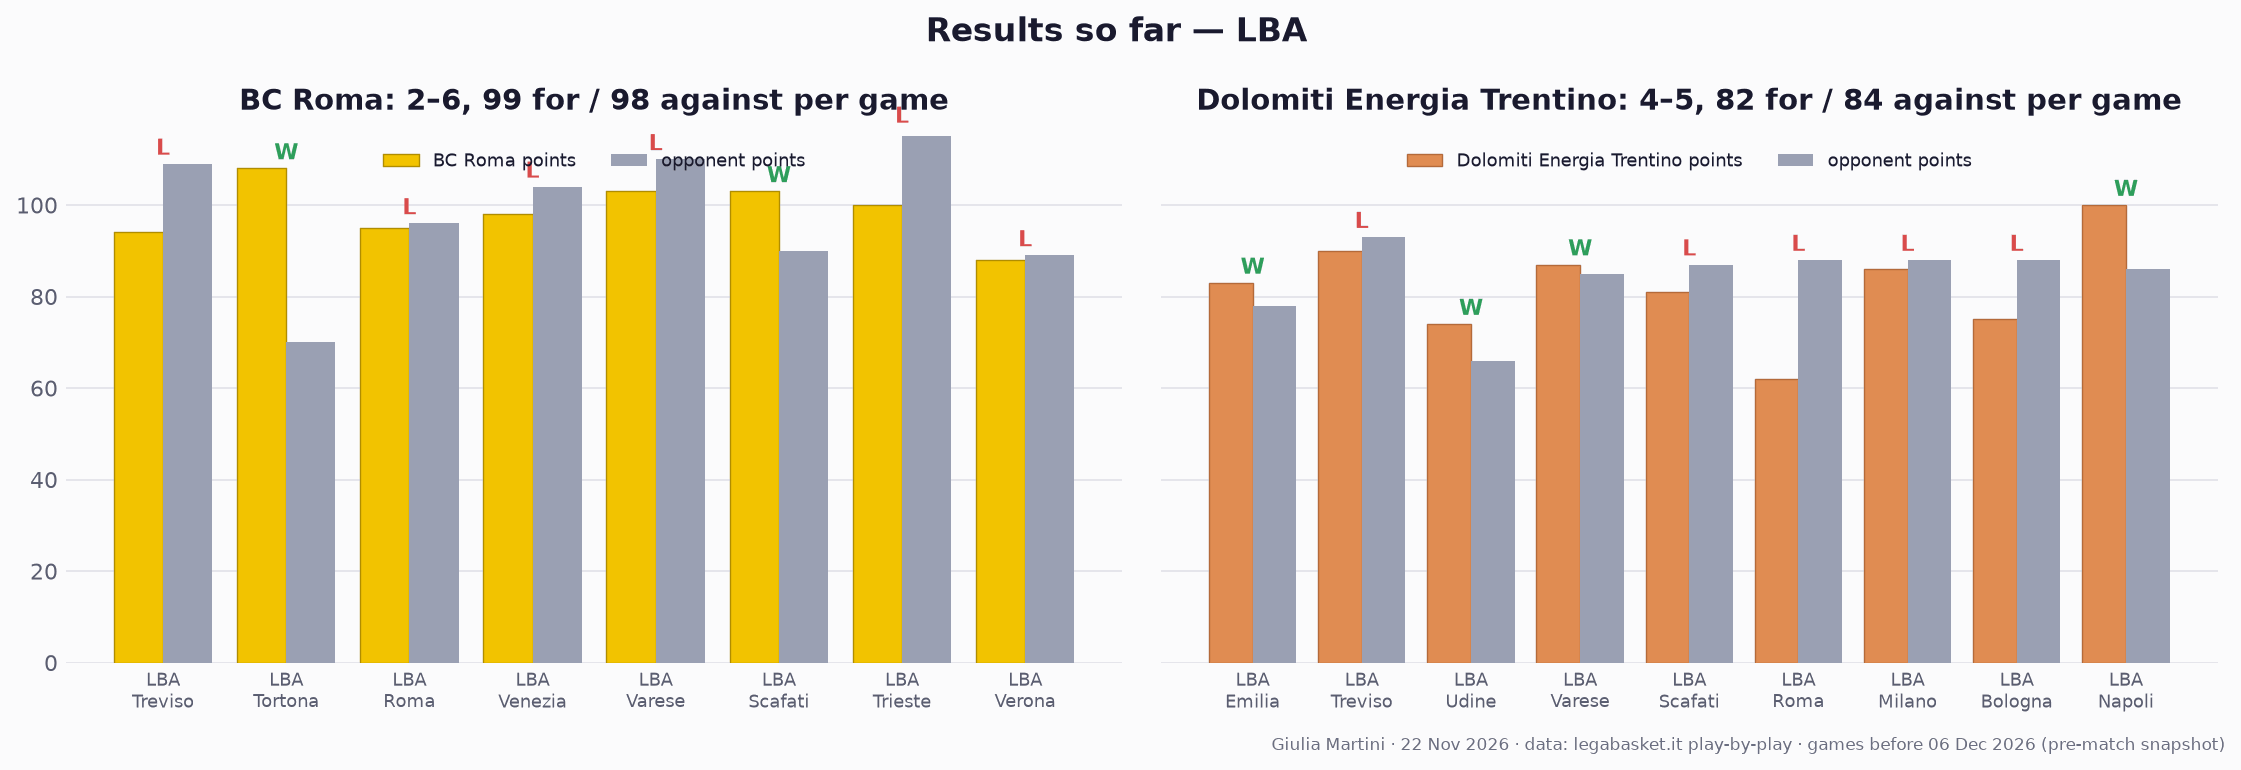 Results so far — LBA
BC Roma: 2–6, 99 for / 98 against per game
L
W
L
L
L
W
L
L
BC Roma points
opponent points
100
80
60
40
20
0
LBA
Treviso
LBA
Tortona
LBA
Roma
LBA
Venezia
LBA
Varese
LBA
Scafati
LBA
Trieste
LBA
Verona
Dolomiti Energia Trentino: 4–5, 82 for / 84 against per game
Dolomiti Energia Trentino points
opponent points
W
L
W
W
L
L
L
L
W
LBA
Emilia
LBA
Treviso
LBA
Udine
LBA
Varese
LBA
Scafati
LBA
Roma
LBA
Milano
LBA
Bologna
LBA
Napoli
Giulia Martini · 22 Nov 2026 · data: legabasket.it play-by-play · games before 06 Dec 2026 (pre-match snapshot)